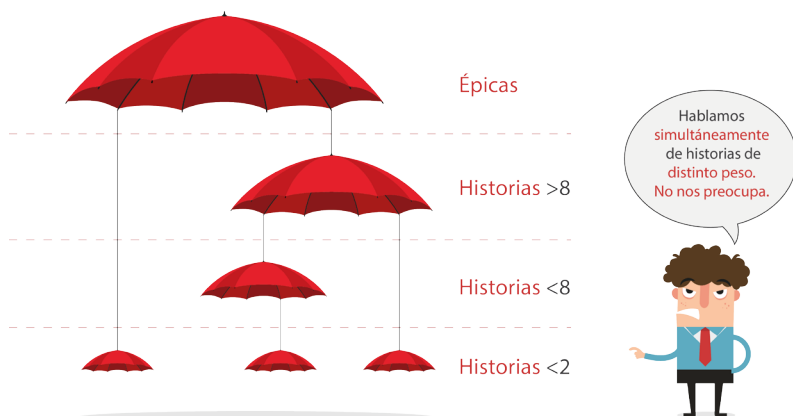 Épicas
Historias >8
Historias <8
Historias <2
Hablamos
simultáneamente
de historias de
distinto peso.
No nos preocupa.